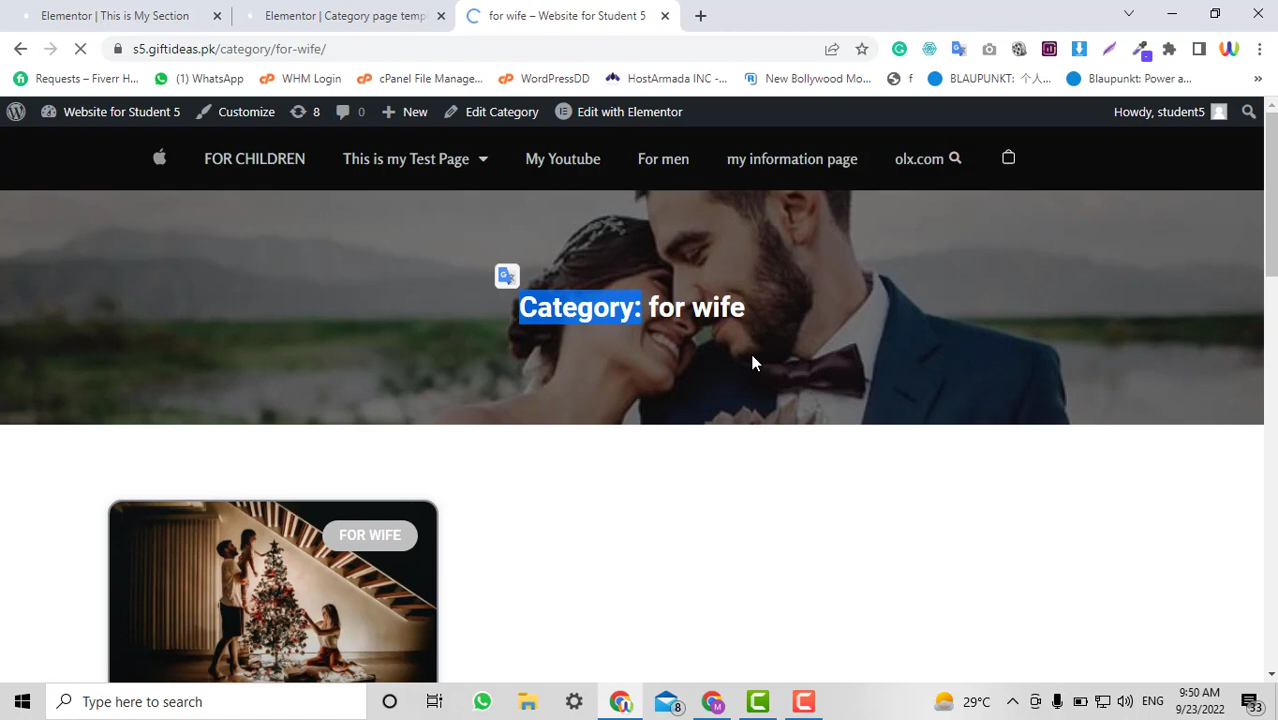 Elementor | This is My Section
Elementor | Category page temp
for wife – Website for Student 5
s5.giftideas.pk/category/for-wife/
Requests – Fiverr H...
(1) WhatsApp
WHM Login
cPanel File Manage...
WordPressDD
HostArmada INC -...
New Bollywood Mo...
f
BLAUPUNKT: 个人...
Blaupunkt: Power a...
Website for Student 5
Customize
8
0
New
Edit Category
Edit with Elementor
Howdy, student5
FOR CHILDREN
This is my Test Page
My Youtube
For men
my information page
olx.com
Category: for wife
FOR WIFE
Type here to search
8
M
29°C
ENG
9:50 AM
9/23/2022
33